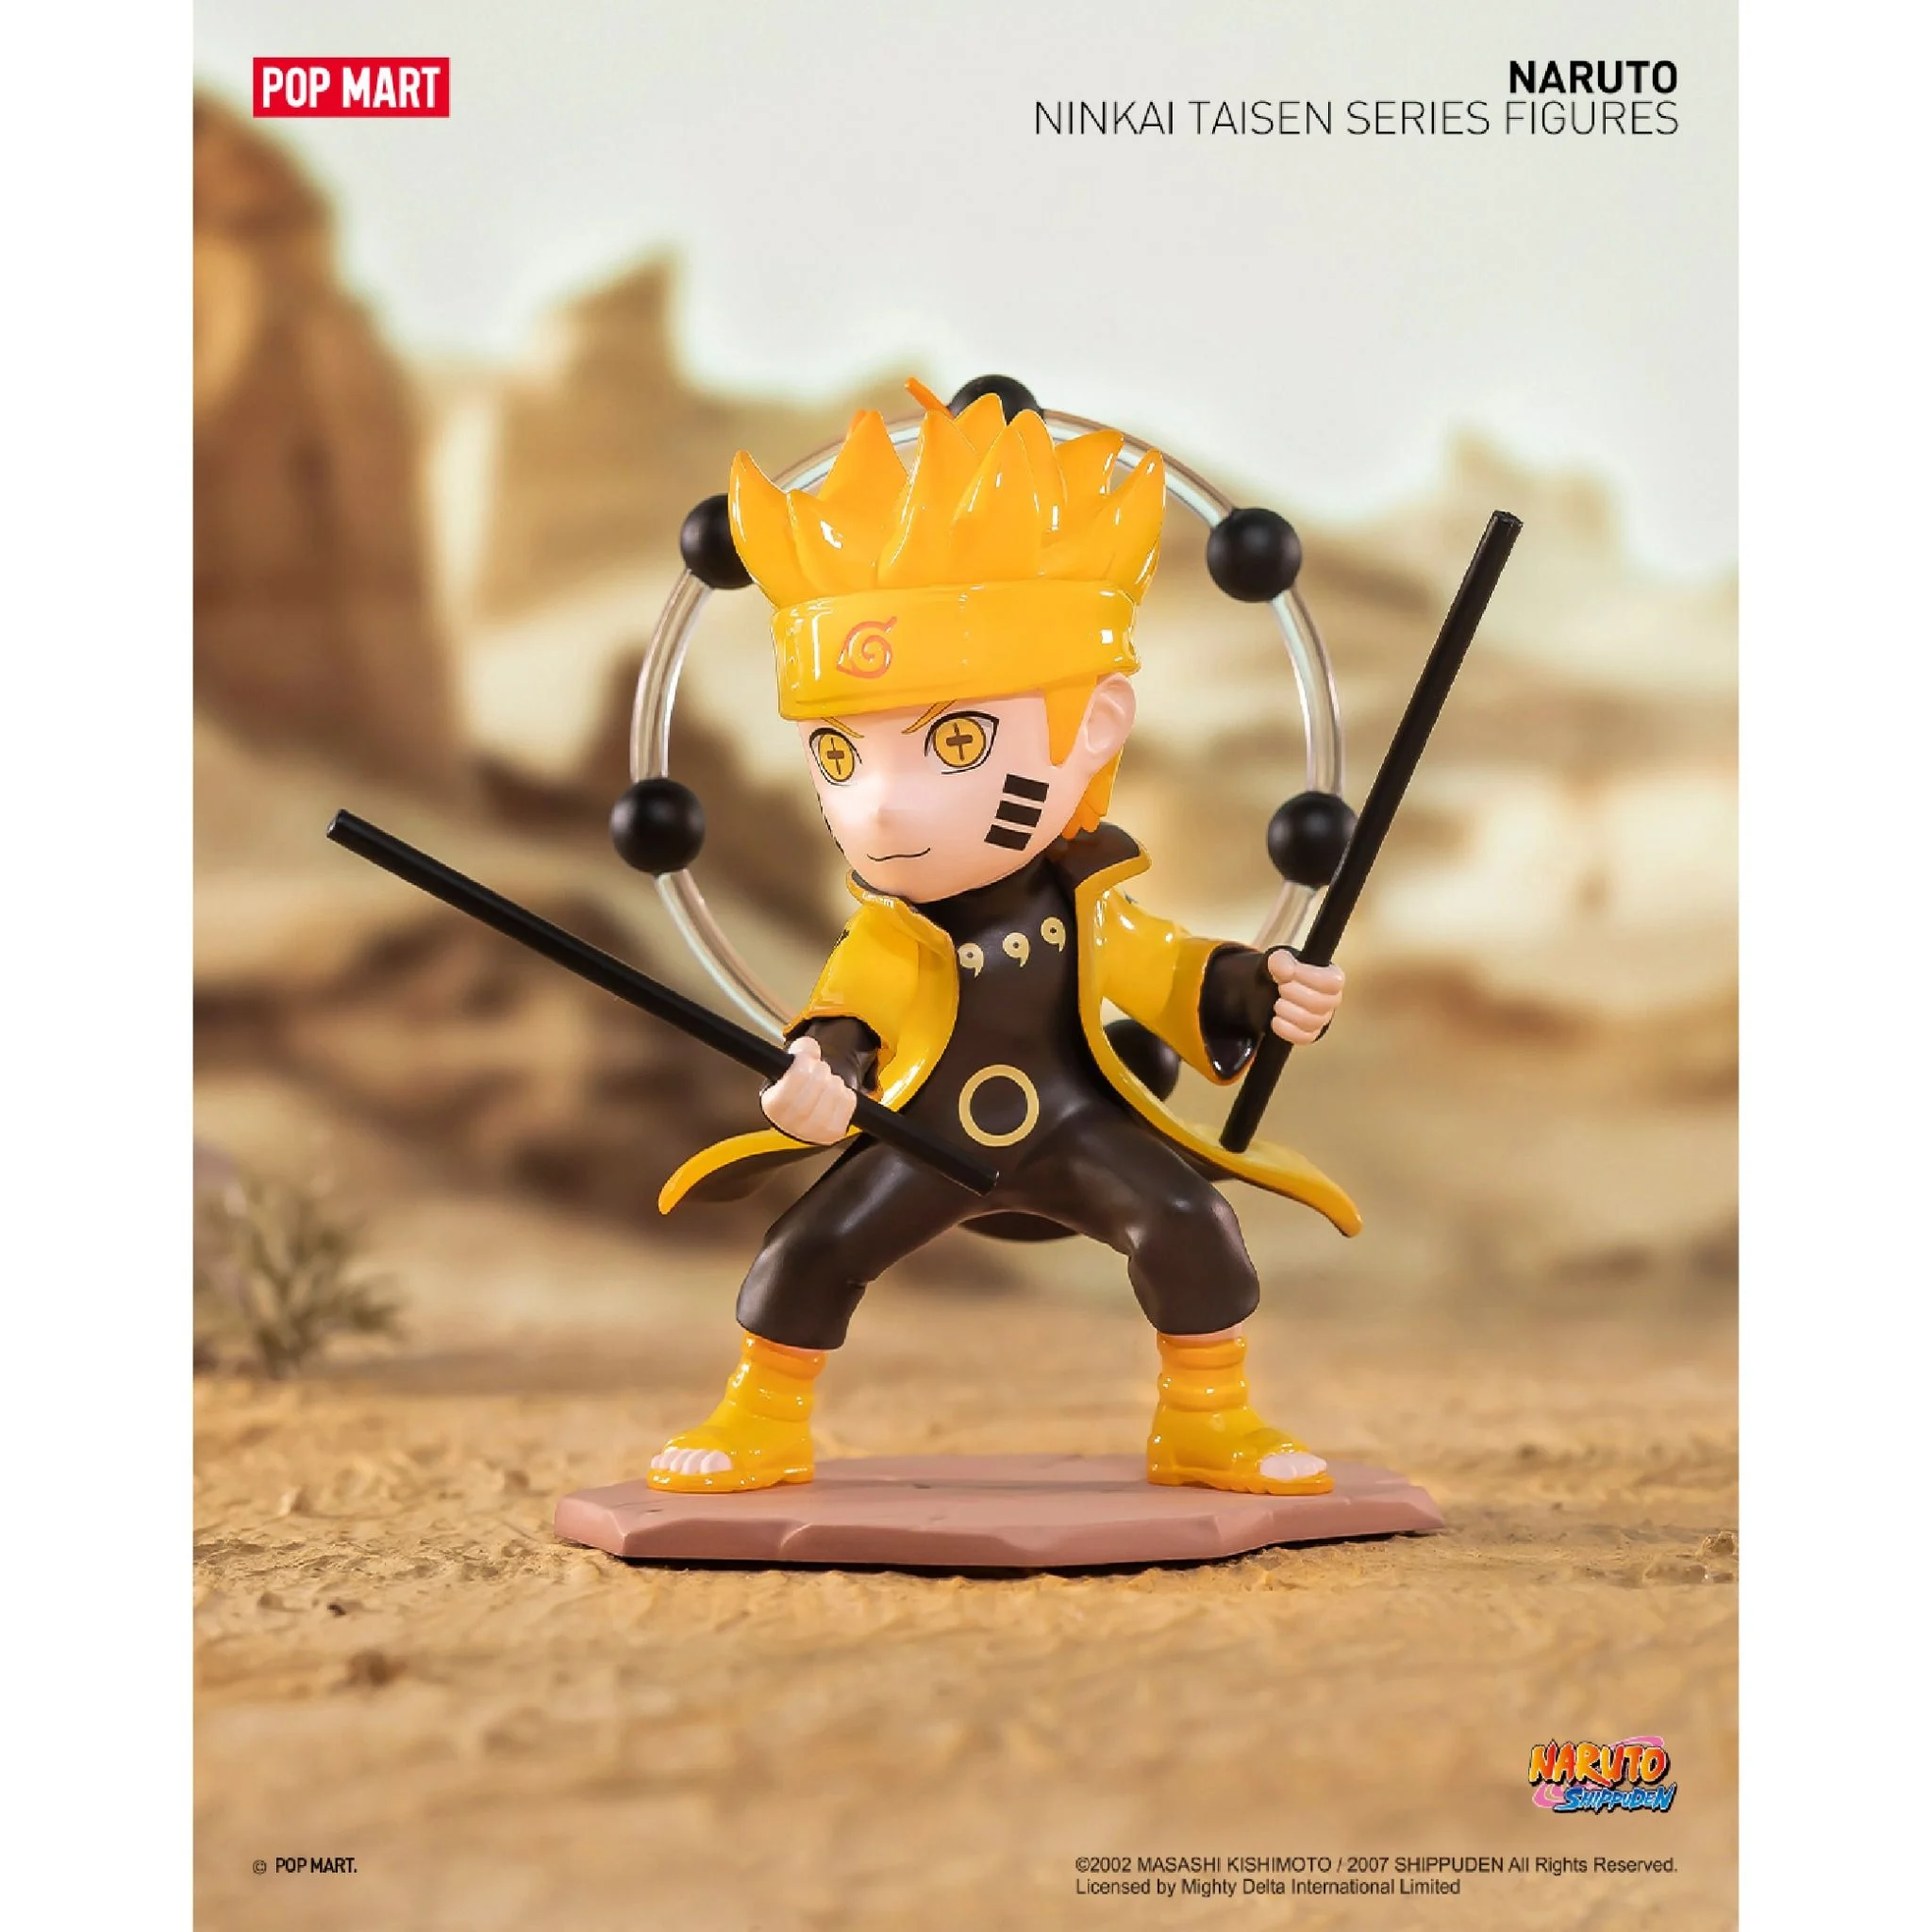 POP MART
NARUTO
NINKAI TAISEN SERIES FIGURES
NARUTO
SHIPPUDEN
© POP MART.
©2002 MASASHI KISHIMOTO / 2007 SHIPPUDEN All Rights Reserved.
Licensed by Mighty Delta International Limited